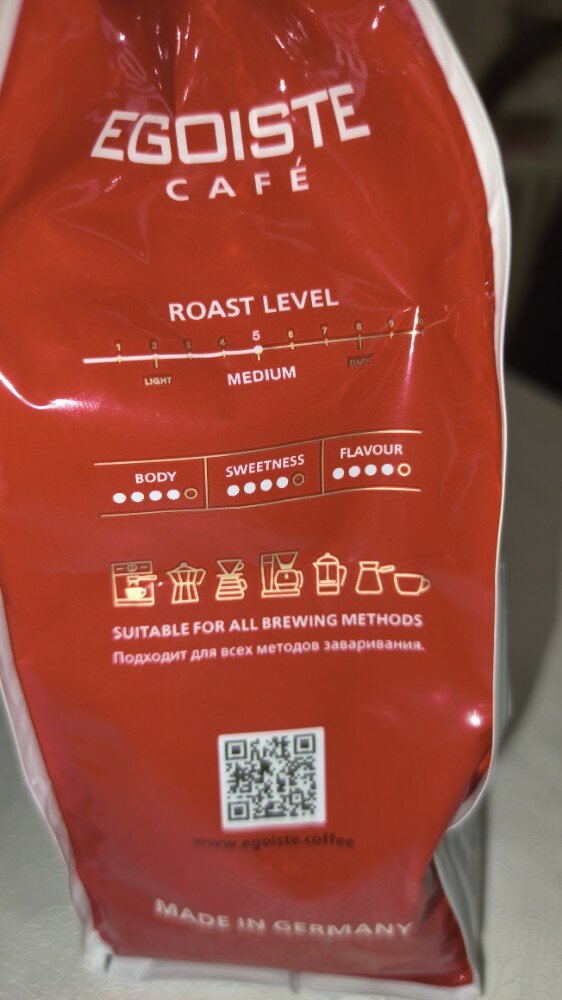 EGOISTE
CAFÉ
ROAST LEVEL
1 2 3 4 5 6 7 8 9
LIGHT MEDIUM DARK
BODY SWEETNESS FLAVOUR
SUITABLE FOR ALL BREWING METHODS
Подходит для всех методов заваривания.
www.egoiste.coffee
MADE IN GERMANY